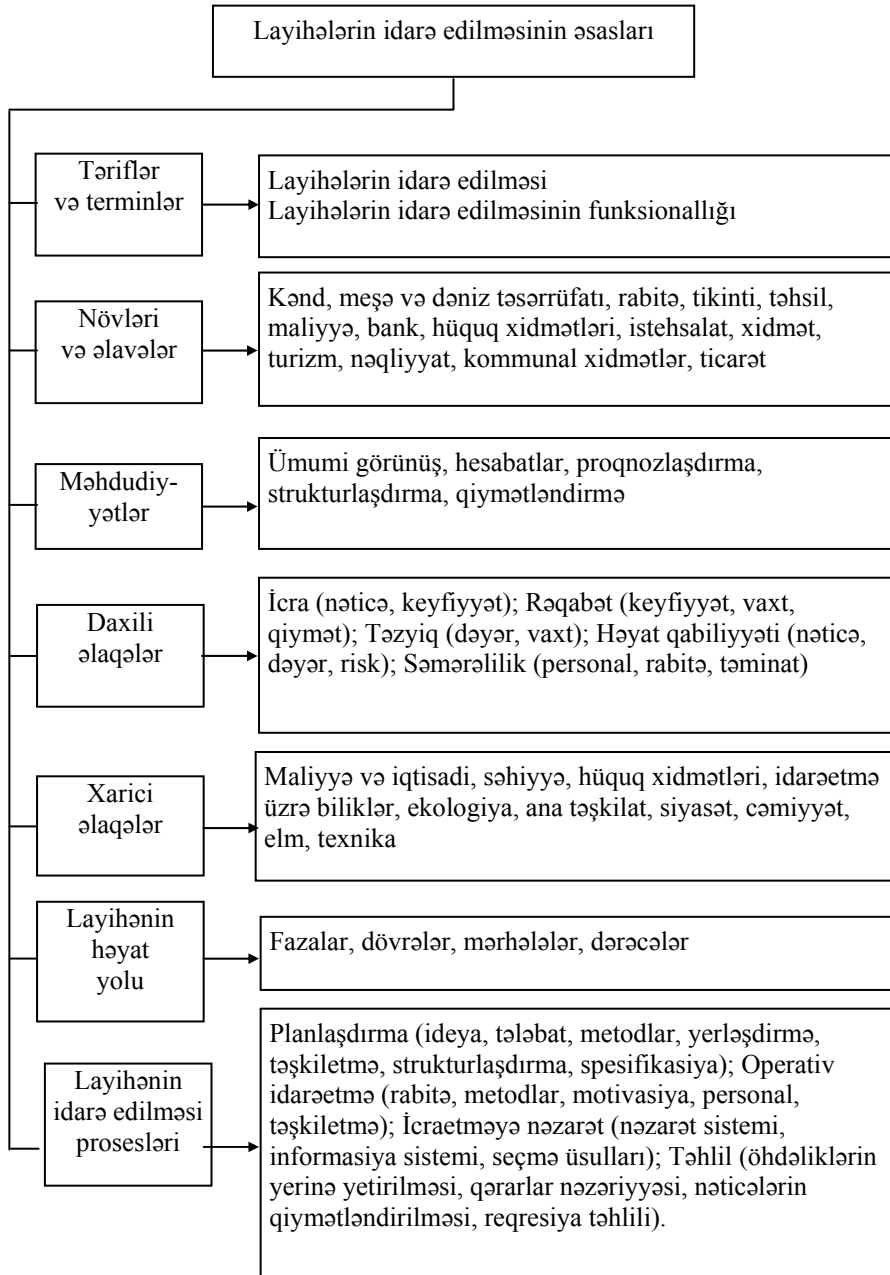 Layihələrin idarə edilməsinin əsasları
Təriflər
və terminlər
Layihələrin idarə edilməsi
Layihələrin idarə edilməsinin funksionallığı
Növləri
və əlavələr
Kənd, meşə və dəniz təsərrüfatı, rabitə, tikinti, təhsil,
maliyyə, bank, hüquq xidmətləri, istehsalat, xidmət,
turizm, nəqliyyat, kommunal xidmətlər, ticarət
Məhdudiy-
yətlər
Ümumi görünüş, hesabatlar, proqnozlaşdırma,
strukturlaşdırma, qiymətləndirmə
Daxili
əlaqələr
İcra (nəticə, keyfiyyət); Rəqabət (keyfiyyət, vaxt,
qiymət); Təzyiq (dəyər, vaxt); Həyat qabiliyyəti (nəticə,
dəyər, risk); Səmərəlilik (personal, rabitə, təminat)
Xarici
əlaqələr
Maliyyə və iqtisadi, səhiyyə, hüquq xidmətləri, idarəetmə
üzrə biliklər, ekologiya, ana təşkilat, siyasət, cəmiyyət,
elm, texnika
Layihənin
həyat
yolu
Fazalar, dövrələr, mərhələlər, dərəcələr
Layihənin
idarə edilməsi
prosesləri
Planlaşdırma (ideya, tələbat, metodlar, yerləşdirmə,
təşkiletmə, strukturlaşdırma, spesifikasiya); Operativ
idarəetmə (rabitə, metodlar, motivasiya, personal,
təşkiletmə); İcraetməyə nəzarət (nəzarət sistemi,
informasiya sistemi, seçmə üsulları); Təhlil (öhdəliklərin
yerinə yetirilməsi, qərarlar nəzəriyyəsi, nəticələrin
qiymətləndirilməsi, reqresiya təhlili).